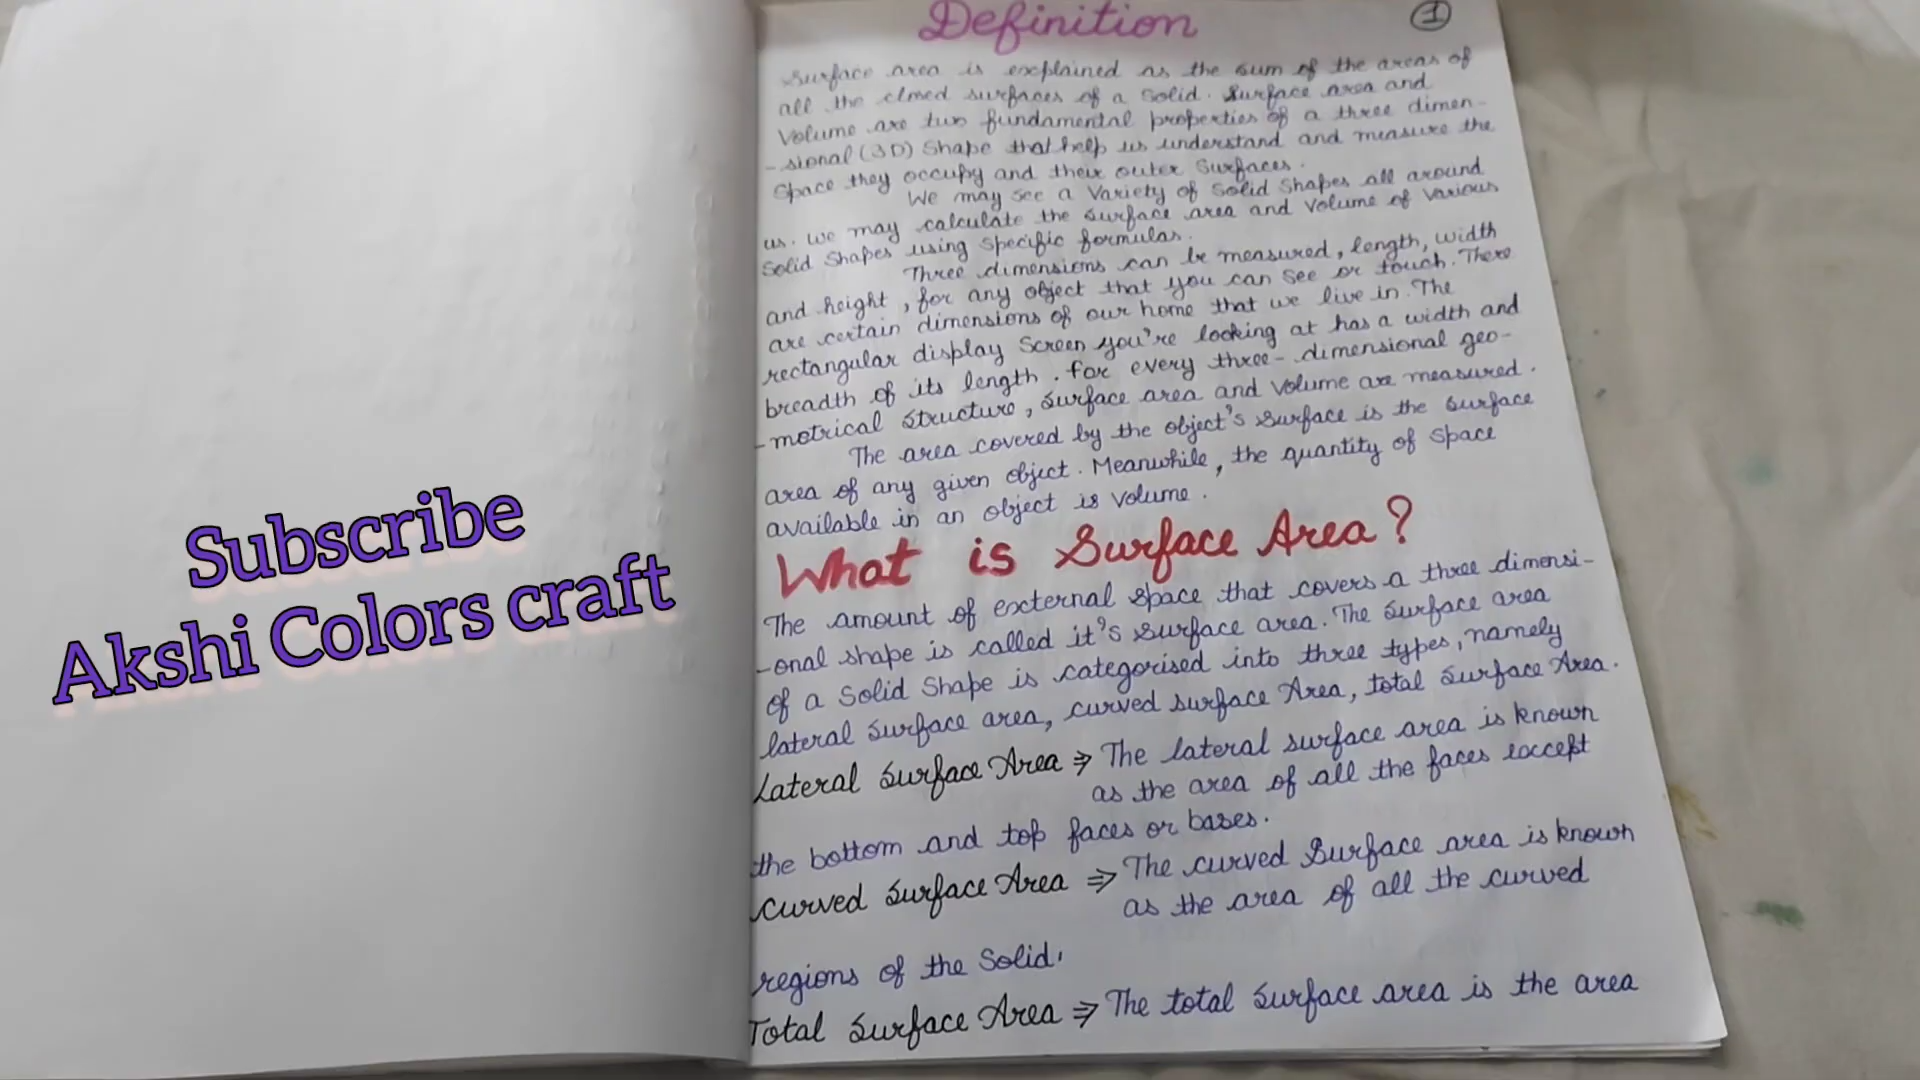 Subscribe
Akshi Colors craft
Definition
1
Surface area is explained as the sum of the areas of
all the closed surfaces of a solid. Surface area and
Volume are two fundamental properties of a three dimen-
-sional (3D) Shape that help us understand and measure the
Space they occupy and their outer Surfaces.
We may see a Variety of Solid Shapes all around
us. We may calculate the surface area and volume of various
Solid Shapes using specific formulas.
Three dimensions can be measured, length, width
and height, for any object that you can see or touch. There
are certain dimensions of our home that we live in. The
rectangular display Screen you're looking at has a width and
breadth of its length. for every three-dimensional geo-
-metrical structure, surface area and volume are measured.
The area covered by the object's surface is the surface
area of any given object. Meanwhile, the quantity of space
available in an object is volume.
What is Surface Area?
The amount of external space that covers a three dimensi-
-onal shape is called it's surface area. The surface area
of a Solid Shape is categorised into three types, namely
lateral surface area, curved surface Area, total surface Area.
Lateral Surface Area ⇒ The lateral surface area is known
as the area of all the faces except
the bottom and top faces or bases.
Curved Surface Area ⇒ The curved Surface area is known
as the area of all the curved
regions of the Solid.
Total Surface Area ⇒ The total surface area is the area